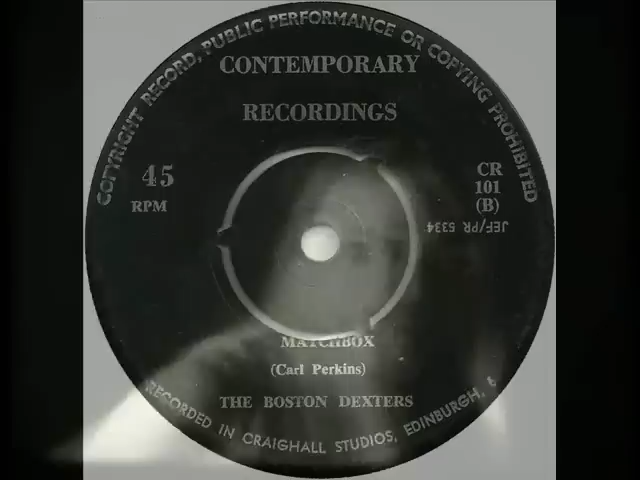 COPYRIGHT RECORD, PUBLIC PERFORMANCE OR COPYING PROHIBITED
CONTEMPORARY
RECORDINGS
45
RPM
CR
101
(B)
JEF/PR 5334
MATCHBOX
(Carl Perkins)
THE BOSTON DEXTERS
RECORDED IN CRAIGHALL STUDIOS, EDINBURGH, 6